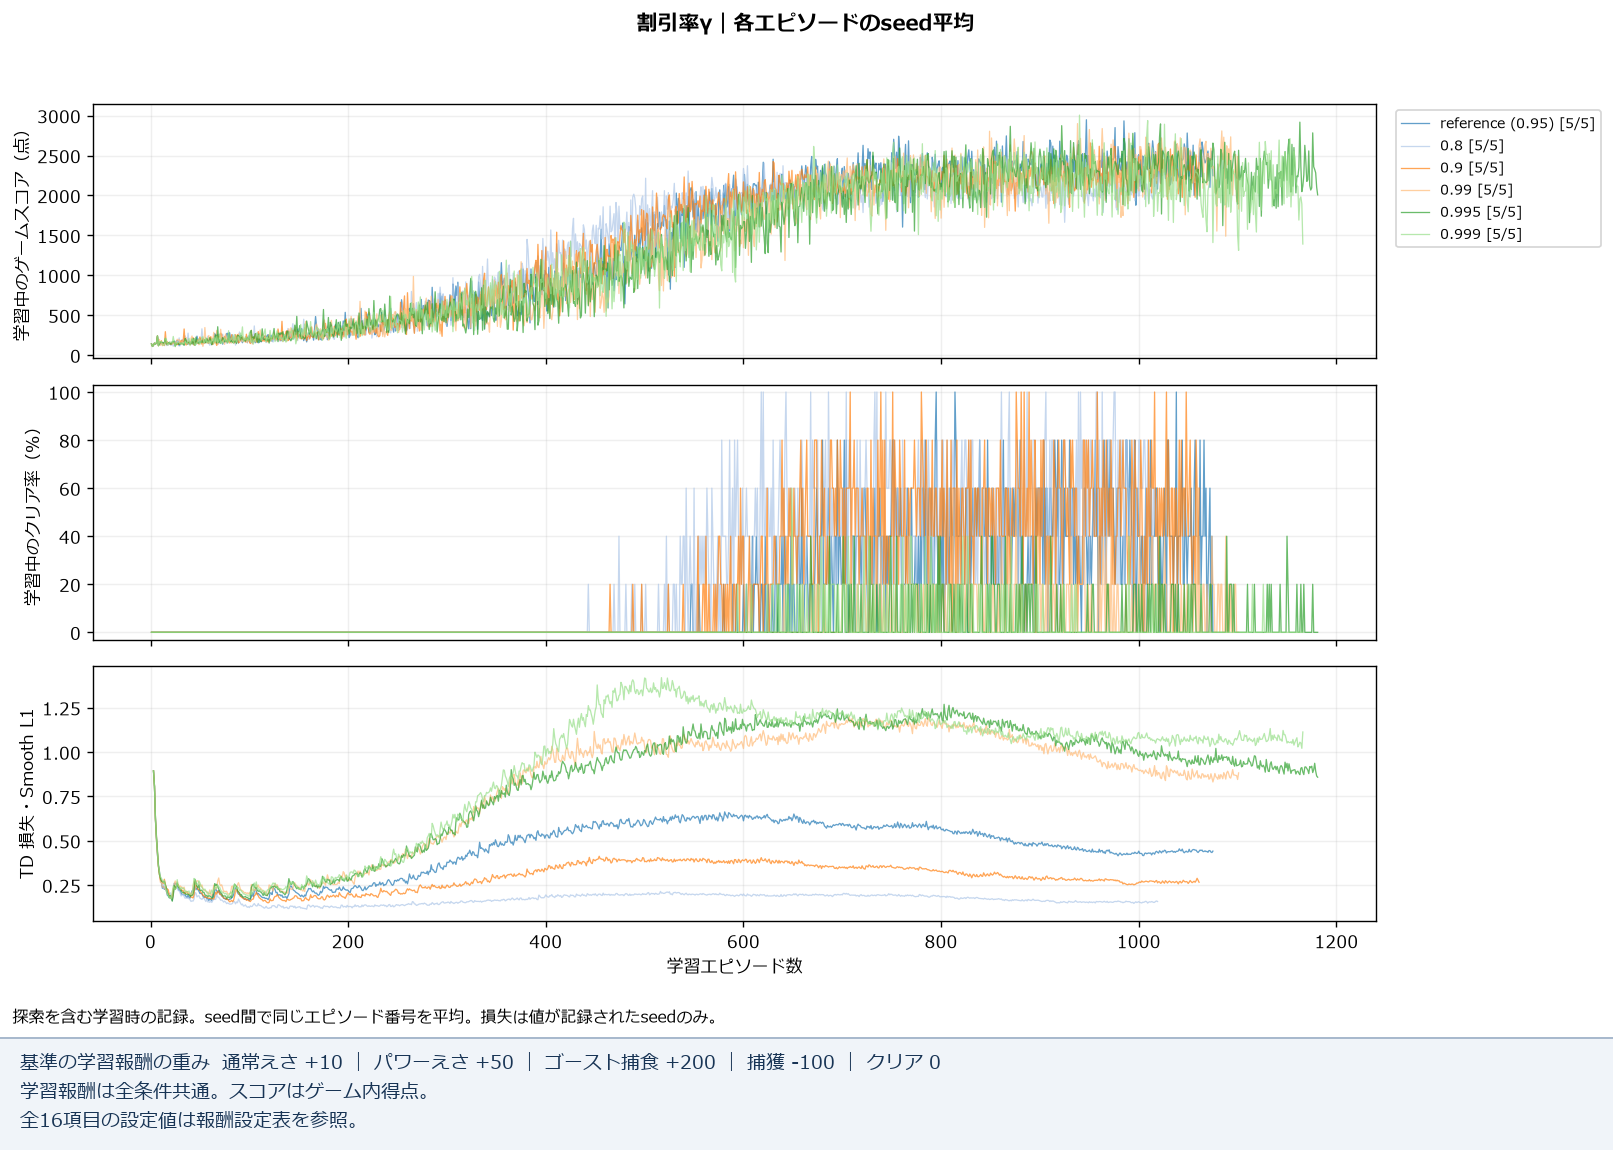 割引率γ｜各エピソードのseed平均
学習中のゲームスコア（点）
3000
2500
2000
1500
1000
500
0
reference (0.95) [5/5]
0.8 [5/5]
0.9 [5/5]
0.99 [5/5]
0.995 [5/5]
0.999 [5/5]
学習中のクリア率（%）
100
80
60
40
20
0
TD 損失・Smooth L1
1.25
1.00
0.75
0.50
0.25
0 200 400 600 800 1000 1200
学習エピソード数
探索を含む学習時の記録。seed間で同じエピソード番号を平均。損失は値が記録されたseedのみ。
基準の学習報酬の重み 通常えさ +10 ｜ パワーえさ +50 ｜ ゴースト捕食 +200 ｜ 捕獲 -100 ｜ クリア 0
学習報酬は全条件共通。スコアはゲーム内得点。
全16項目の設定値は報酬設定表を参照。